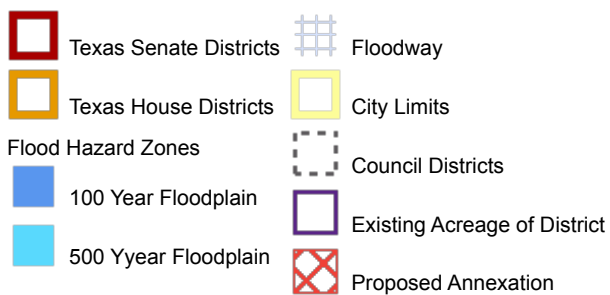 Texas Senate Districts
Texas House Districts
Flood Hazard Zones
100 Year Floodplain
500 Yyear Floodplain
Floodway
City Limits
Council Districts
Existing Acreage of District
Proposed Annexation